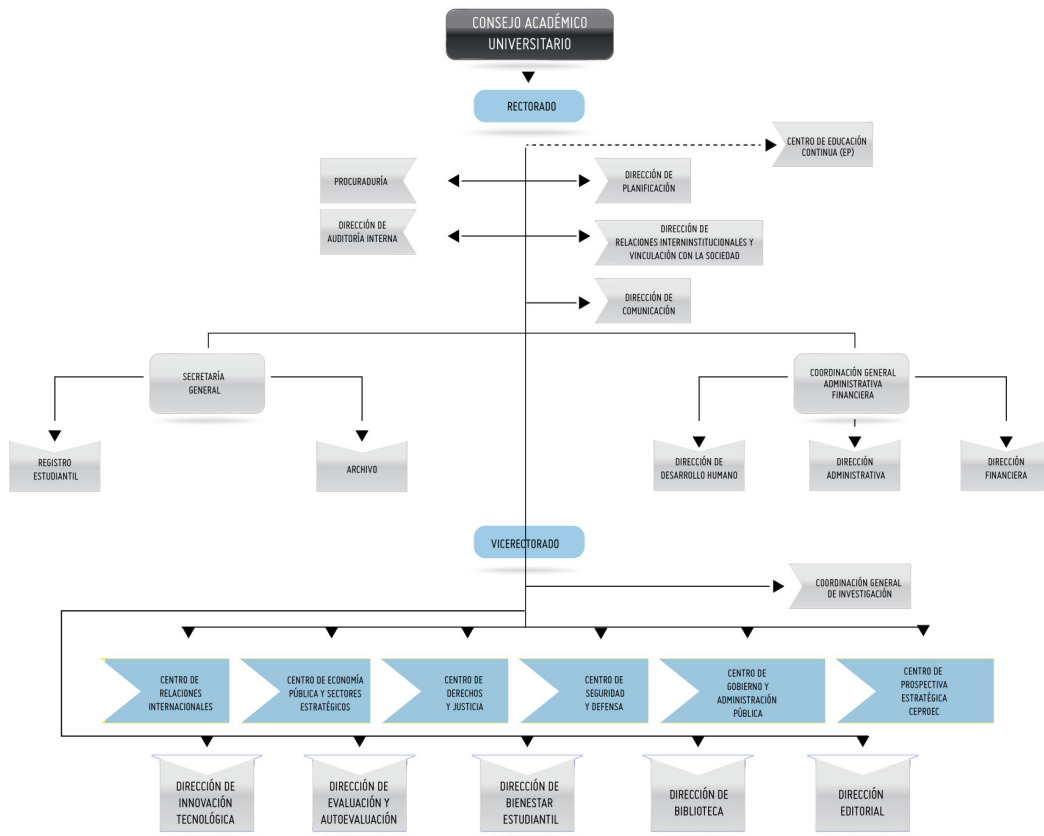 CONSEJO ACADÉMICO
UNIVERSITARIO
RECTORADO
CENTRO DE EDUCACIÓN
CONTINUA (EP)
PROCURADURÍA
DIRECCIÓN DE
PLANIFICACIÓN
DIRECCIÓN DE
AUDITORÍA INTERNA
DIRECCIÓN DE
RELACIONES INTERNINSTITUCIONALES Y
VINCULACIÓN CON LA SOCIEDAD
DIRECCIÓN DE
COMUNICACIÓN
SECRETARÍA
GENERAL
COORDINACIÓN GENERAL
ADMINISTRATIVA
FINANCIERA
REGISTRO
ESTUDIANTIL
ARCHIVO
DIRECCIÓN DE
DESARROLLO HUMANO
DIRECCIÓN
ADMINISTRATIVA
DIRECCIÓN
FINANCIERA
VICERECTORADO
COORDINACIÓN GENERAL
DE INVESTIGACIÓN
CENTRO DE
RELACIONES
INTERNACIONALES
CENTRO DE ECONOMÍA
PÚBLICA Y SECTORES
ESTRATÉGICOS
CENTRO DE
DERECHOS
Y JUSTICIA
CENTRO DE
SEGURIDAD
Y DEFENSA
CENTRO DE
GOBIERNO Y
ADMINISTRACIÓN
PÚBLICA
CENTRO DE
PROSPECTIVA
ESTRATÉGICA
CEPROEC
DIRECCIÓN DE
INNOVACIÓN
TECNOLÓGICA
DIRECCIÓN DE
EVALUACIÓN Y
AUTOEVALUACIÓN
DIRECCIÓN DE
BIENESTAR
ESTUDIANTIL
DIRECCIÓN DE
BIBLIOTECA
DIRECCIÓN
EDITORIAL